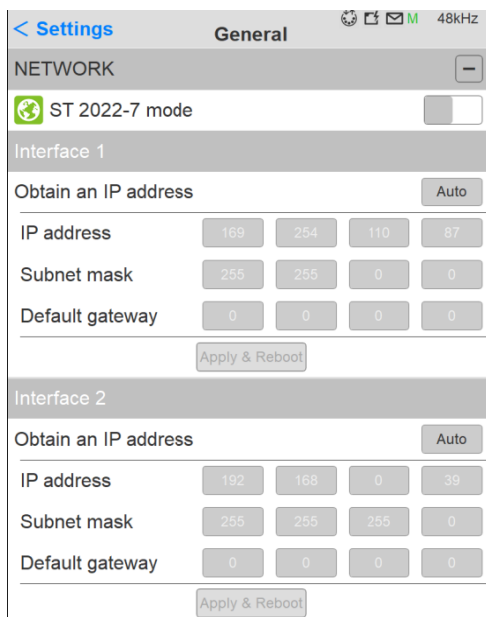 < Settings General M 48kHz
NETWORK
ST 2022-7 mode
Interface 1
Obtain an IP address Auto
IP address 169 254 110 87
Subnet mask 255 255 0 0
Default gateway 0 0 0 0
Apply & Reboot
Interface 2
Obtain an IP address Auto
IP address 192 168 0 39
Subnet mask 255 255 255 0
Default gateway 0 0 0 0
Apply & Reboot